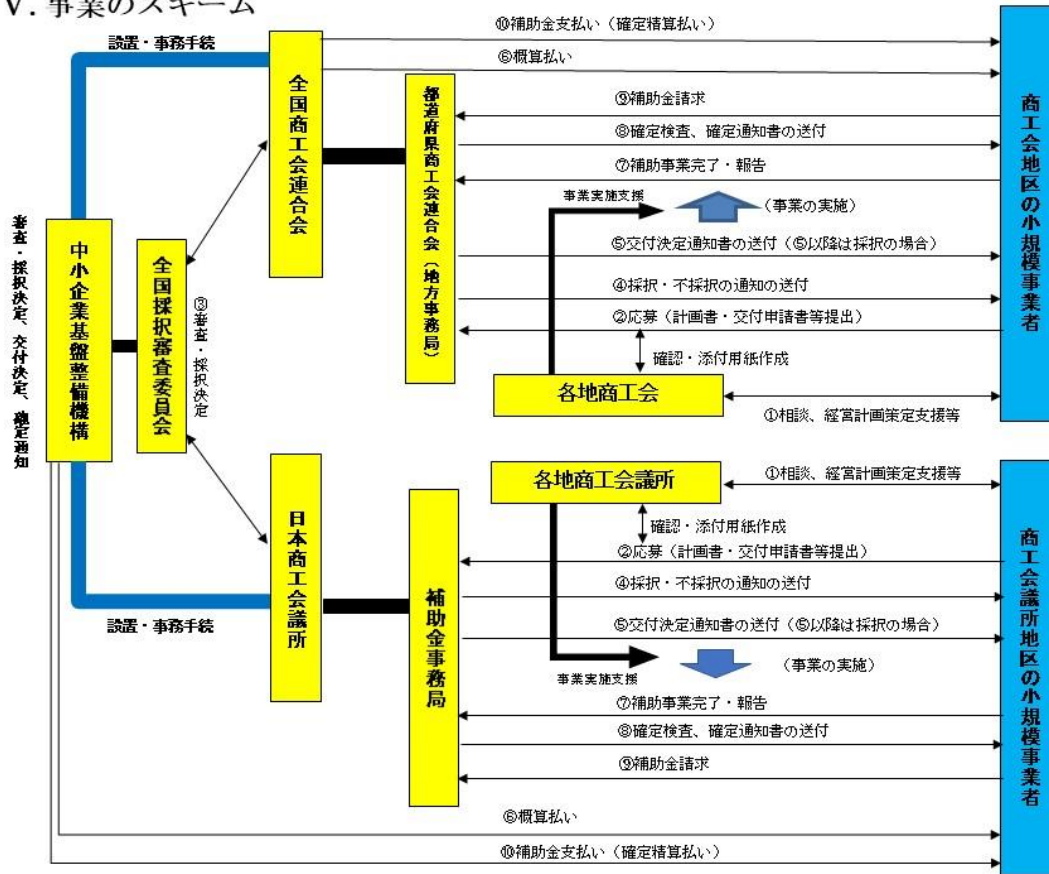 Ⅴ．事業のスキーム
⑩補助金支払い（確定精算払い）
設置・事務手続
⑥概算払い
全国商工会連合会
都道府県商工会連合会（地方事務局）
商工会地区の小規模事業者
⑨補助金請求
⑧確定検査、確定通知書の送付
⑦補助事業完了・報告
事業実施支援
（事業の実施）
審査・採択決定、交付決定、確定通知
中小企業基盤整備機構
全国採択審査委員会
③審査・採択決定
⑤交付決定通知書の送付（⑤以降は採択の場合）
④採択・不採択の通知の送付
②応募（計画書・交付申請書等提出）
確認・添付用紙作成
各地商工会
①相談、経営計画策定支援等
各地商工会議所
①相談、経営計画策定支援等
確認・添付用紙作成
日本商工会議所
補助金事務局
商工会議所地区の小規模事業者
②応募（計画書・交付申請書等提出）
④採択・不採択の通知の送付
設置・事務手続
⑤交付決定通知書の送付（⑤以降は採択の場合）
（事業の実施）
事業実施支援
⑦補助事業完了・報告
⑧確定検査、確定通知書の送付
⑨補助金請求
⑥概算払い
⑩補助金支払い（確定精算払い）